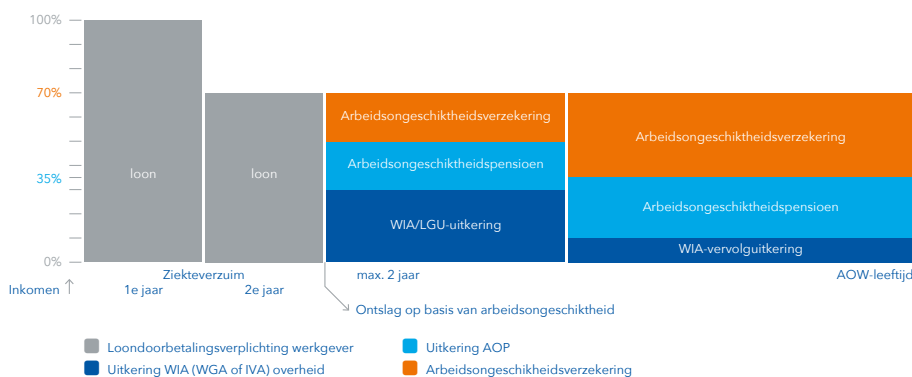 100%
70%
35%
0%
loon
loon
Arbeidsongeschiktheidsverzekering
Arbeidsongeschiktheidspensioen
WIA/LGU-uitkering
Arbeidsongeschiktheidsverzekering
Arbeidsongeschiktheidspensioen
WIA-vervolguitkering
Inkomen
Ziekteverzuim
1e jaar
2e jaar
max. 2 jaar
AOW-leeftijd
Ontslag op basis van arbeidsongeschiktheid
Loondoorbetalingsverplichting werkgever
Uitkering WIA (WGA of IVA) overheid
Uitkering AOP
Arbeidsongeschikheidsverzekering